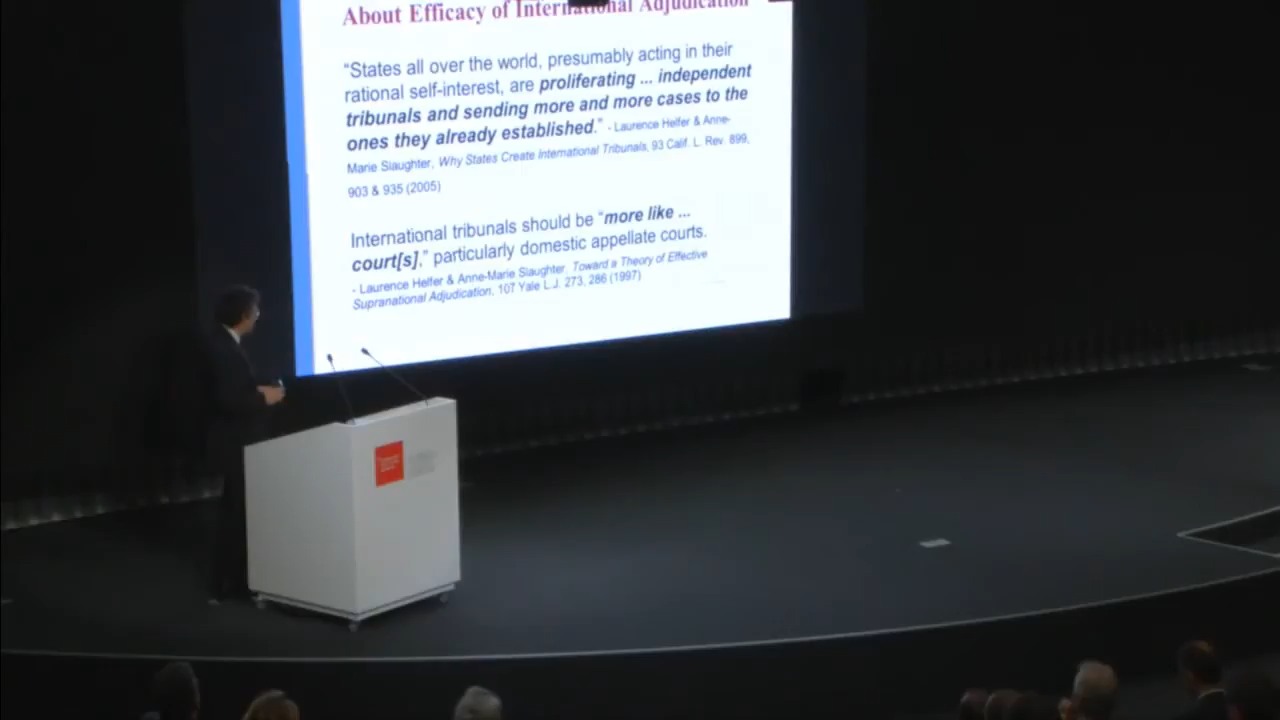 About Efficacy of International Adjudication
“States all over the world, presumably acting in their
rational self-interest, are proliferating ... independent
tribunals and sending more and more cases to the
ones they already established.” - Laurence Helfer & Anne-
Marie Slaughter, Why States Create International Tribunals, 93 Calif. L. Rev. 899,
903 & 935 (2005)
International tribunals should be “more like ...
court[s],” particularly domestic appellate courts.
- Laurence Helfer & Anne-Marie Slaughter, Toward a Theory of Effective
Supranational Adjudication, 107 Yale L.J. 273, 286 (1997)